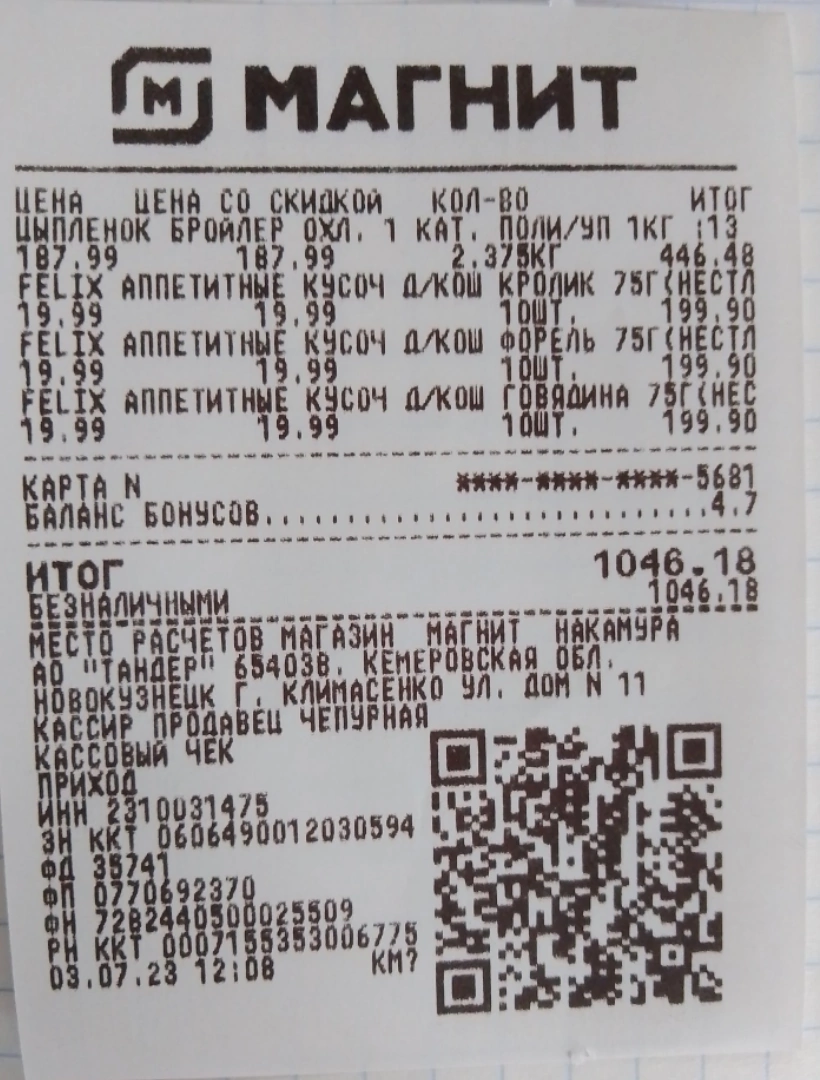 М МАГНИТ
ЦЕНА ЦЕНА СО СКИДКОЙ КОЛ-ВО ИТОГ
ЦЫПЛЕНОК БРОЙЛЕР ОХЛ. 1 КАТ. ПОЛИ/УП 1КГ :13
187.99 187.99 2.375КГ 446.48
FELIX АППЕТИТНЫЕ КУСОЧ Д/КОШ КРОЛИК 75Г(НЕСТЛ
19.99 19.99 10ШТ. 199.90
FELIX АППЕТИТНЫЕ КУСОЧ Д/КОШ ФОРЕЛЬ 75Г(НЕСТЛ
19.99 19.99 10ШТ. 199.90
FELIX АППЕТИТНЫЕ КУСОЧ Д/КОШ ГОВЯДИНА 75Г(НЕС
19.99 19.99 10ШТ. 199.90
КАРТА N ****-****-****-5681
БАЛАНС БОНУСОВ..............................4.7
ИТОГ 1046.18
БЕЗНАЛИЧНЫМИ 1046.18
МЕСТО РАСЧЕТОВ МАГАЗИН МАГНИТ НАКАМУРА
АО "ТАНДЕР" 654038, КЕМЕРОВСКАЯ ОБЛ,
НОВОКУЗНЕЦК Г, КЛИМАСЕНКО УЛ, ДОМ N 11
КАССИР ПРОДАВЕЦ ЧЕПУРНАЯ
КАССОВЫЙ ЧЕК
ПРИХОД
ИНН 2310031475
ЗН ККТ 0606490012030594
ФД 35741
ФП 0770692370
ФН 7282440500025509
РН ККТ 0007155353006775
03.07.23 12:08 КМ?